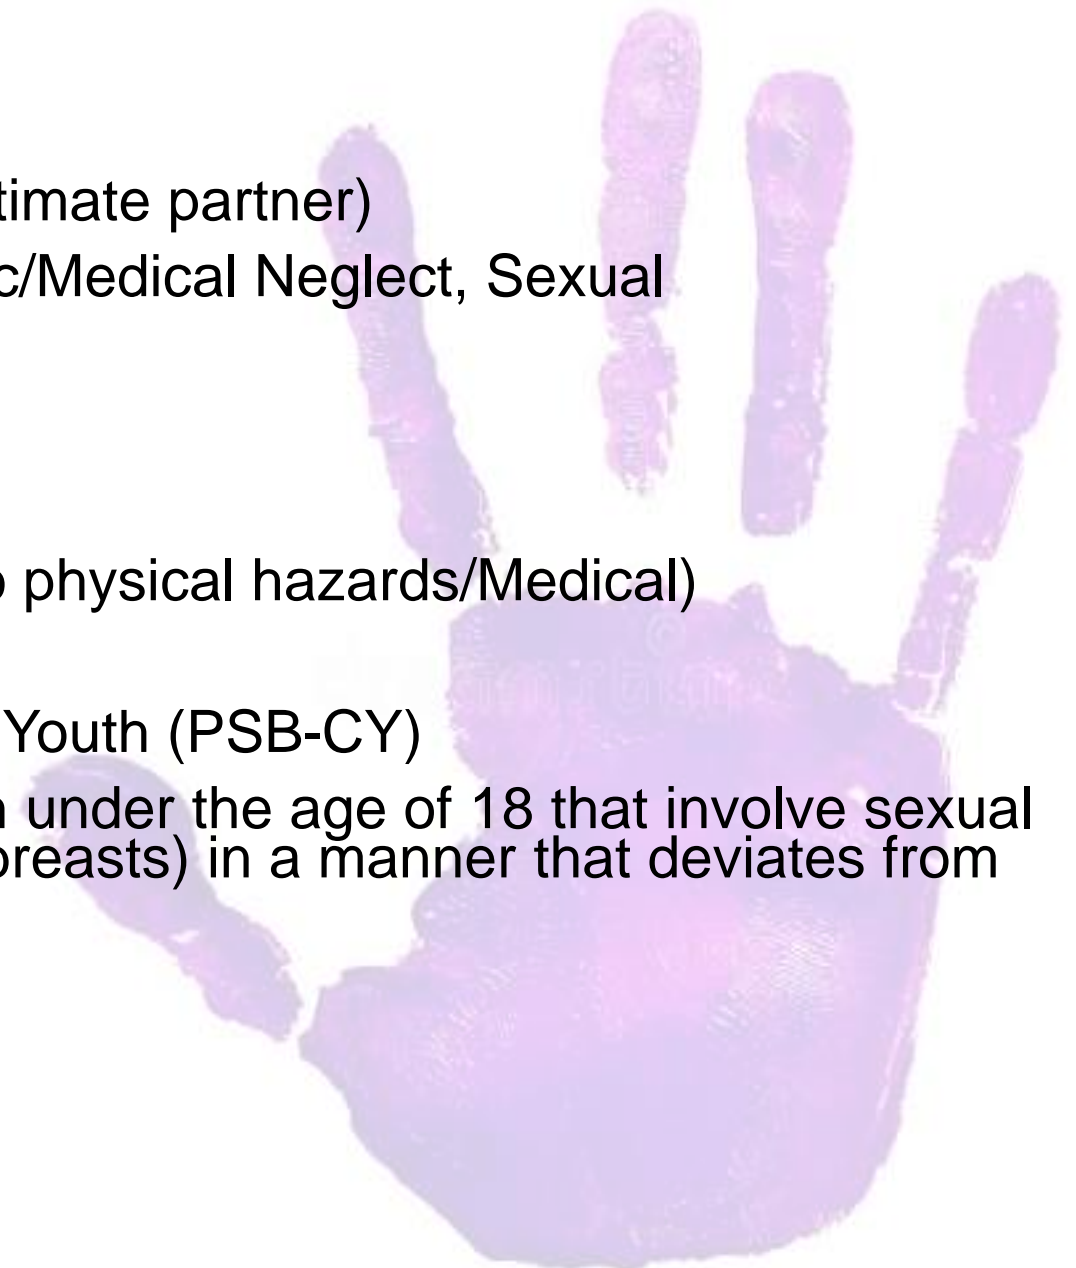 timate partner)
c/Medical Neglect, Sexual
physical hazards/Medical)
Youth (PSB-CY)
under the age of 18 that involve sexual
breasts) in a manner that deviates from